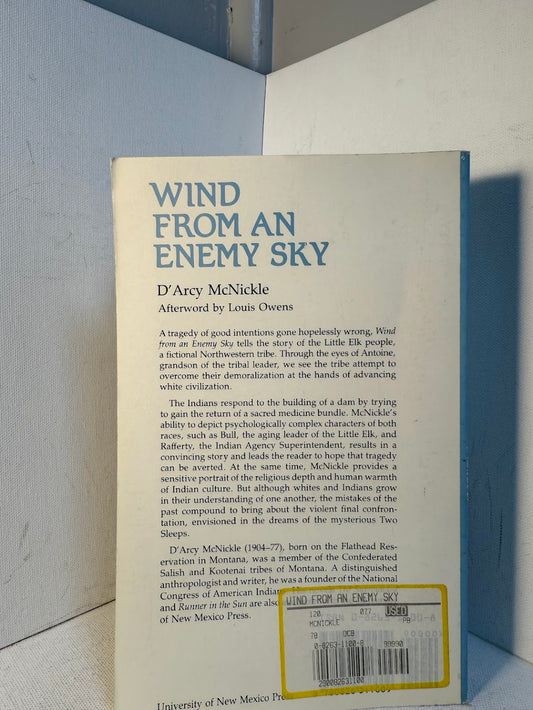 WIND
FROM AN
ENEMY SKY
D'Arcy McNickle
Afterword by Louis Owens
A tragedy of good intentions gone hopelessly wrong, Wind
from an Enemy Sky tells the story of the Little Elk people,
a fictional Northwestern tribe. Through the eyes of Antoine,
grandson of the tribal leader, we see the tribe attempt to
overcome their demoralization at the hands of advancing
white civilization.
The Indians respond to the building of a dam by trying
to gain the return of a sacred medicine bundle. McNickle's
ability to depict psychologically complex characters of both
races, such as Bull, the aging leader of the Little Elk, and
Rafferty, the Indian Agency Superintendent, results in a
convincing story and leads the reader to hope that tragedy
can be averted. At the same time, McNickle provides a
sensitive portrait of the religious depth and human warmth
of Indian culture. But although whites and Indians grow
in their understanding of one another, the mistakes of the
past compound to bring about the violent final confron-
tation, envisioned in the dreams of the mysterious Two
Sleeps.
D'Arcy McNickle (1904–77), born on the Flathead Res-
ervation in Montana, was a member of the Confederated
Salish and Kootenai tribes of Montana. A distinguished
anthropologist and writer, he was a founder of the National
Congress of American Indians
and Runner in the Sun are also
of New Mexico Press.
WIND FROM AN ENEMY SKY
120 077 USED
MCNICKLE PB
78 OCB
0-8263-1100-8 99990
290082631100
University of New Mexico